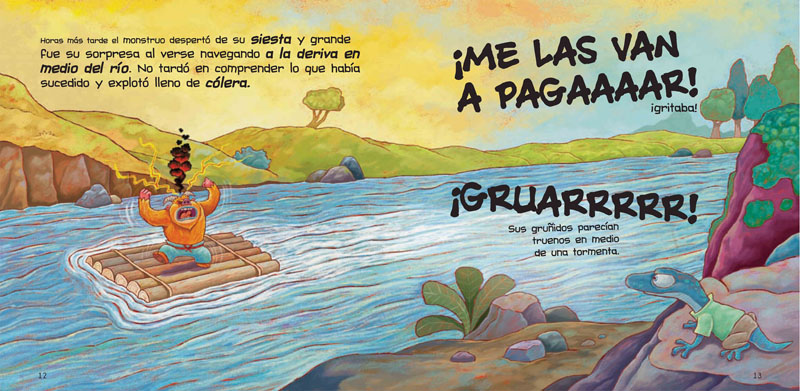 Horas más tarde el monstruo despertó de su siesta y grande
fue su sorpresa al verse navegando a la deriva en
medio del río. No tardó en comprender lo que había
sucedido y explotó lleno de cólera.
¡ME LAS VAN
A PAGAAAAR!
¡gritaba!
¡GRUARRRRR!
Sus gruñidos parecían
truenos en medio
de una tormenta.
12
13